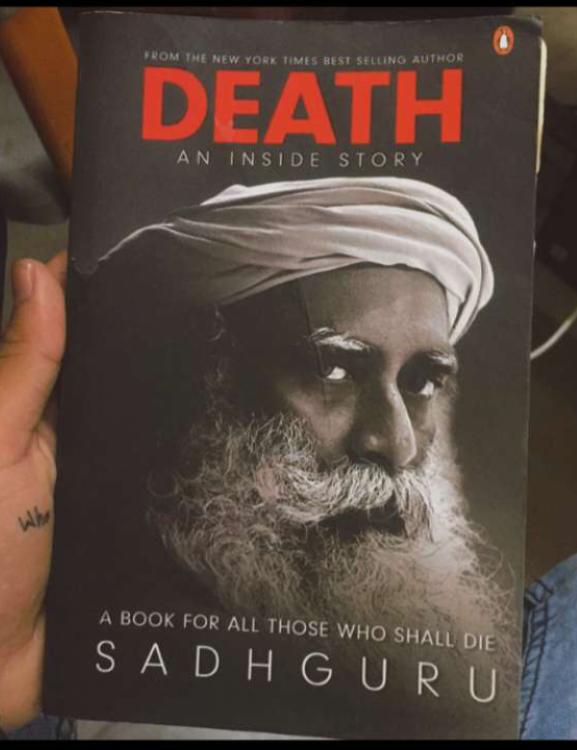 FROM THE NEW YORK TIMES BEST SELLING AUTHOR
DEATH
AN INSIDE STORY
A BOOK FOR ALL THOSE WHO SHALL DIE
SADHGURU